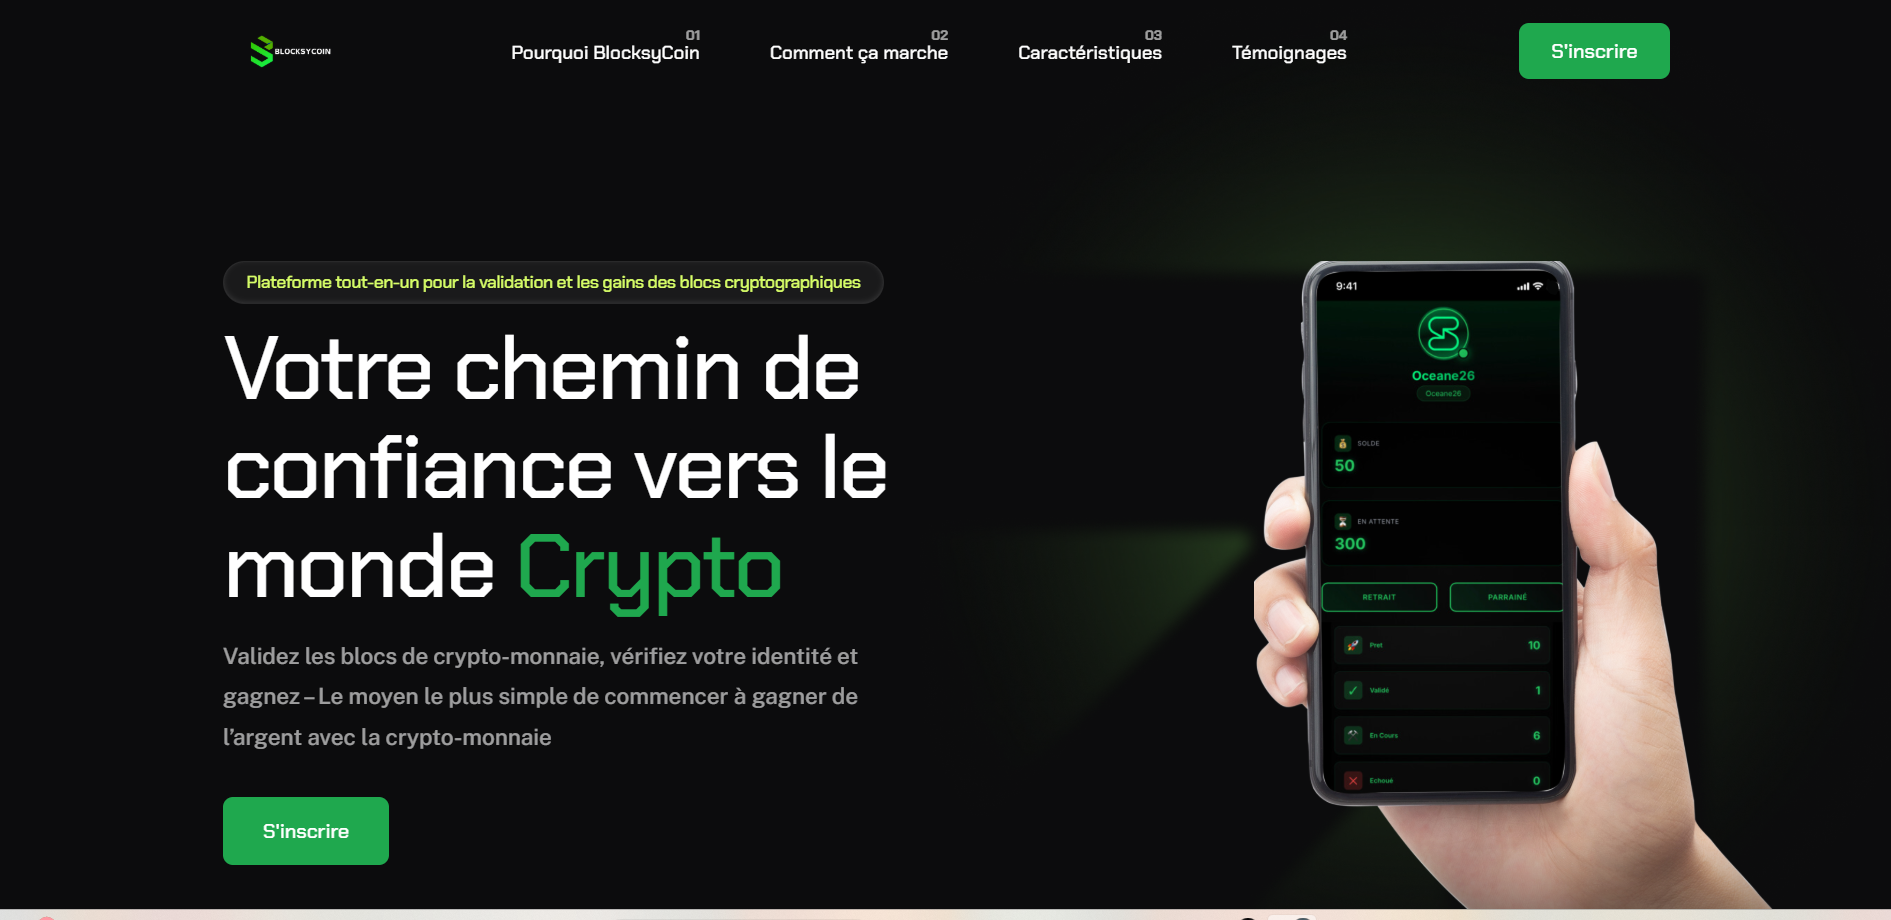 BLOCKSYCOIN
01
Pourquoi BlocksyCoin
02
Comment ça marche
03
Caractéristiques
04
Témoignages
S'inscrire
Plateforme tout-en-un pour la validation et les gains des blocs cryptographiques
Votre chemin de
confiance vers le
monde Crypto
Validez les blocs de crypto-monnaie, vérifiez votre identité et
gagnez – Le moyen le plus simple de commencer à gagner de
l’argent avec la crypto-monnaie
S'inscrire
9:41
Oceane26
Oceane26
SOLDE
50
EN ATTENTE
300
RETRAIT
PARRAINÉ
Pret
10
Validé
1
En Cours
6
Echoué
0